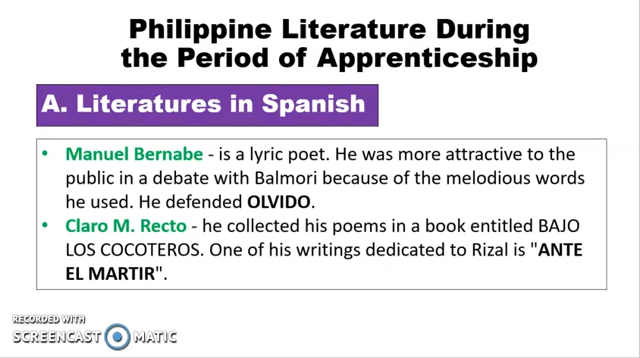 Philippine Literature During
the Period of Apprenticeship
A. Literatures in Spanish
• Manuel Bernabe - is a lyric poet. He was more attractive to the
public in a debate with Balmori because of the melodious words
he used. He defended OLVIDO.
• Claro M. Recto - he collected his poems in a book entitled BAJO
LOS COCOTEROS. One of his writings dedicated to Rizal is "ANTE
EL MARTIR".
RECORDED WITH
SCREENCAST MATIC